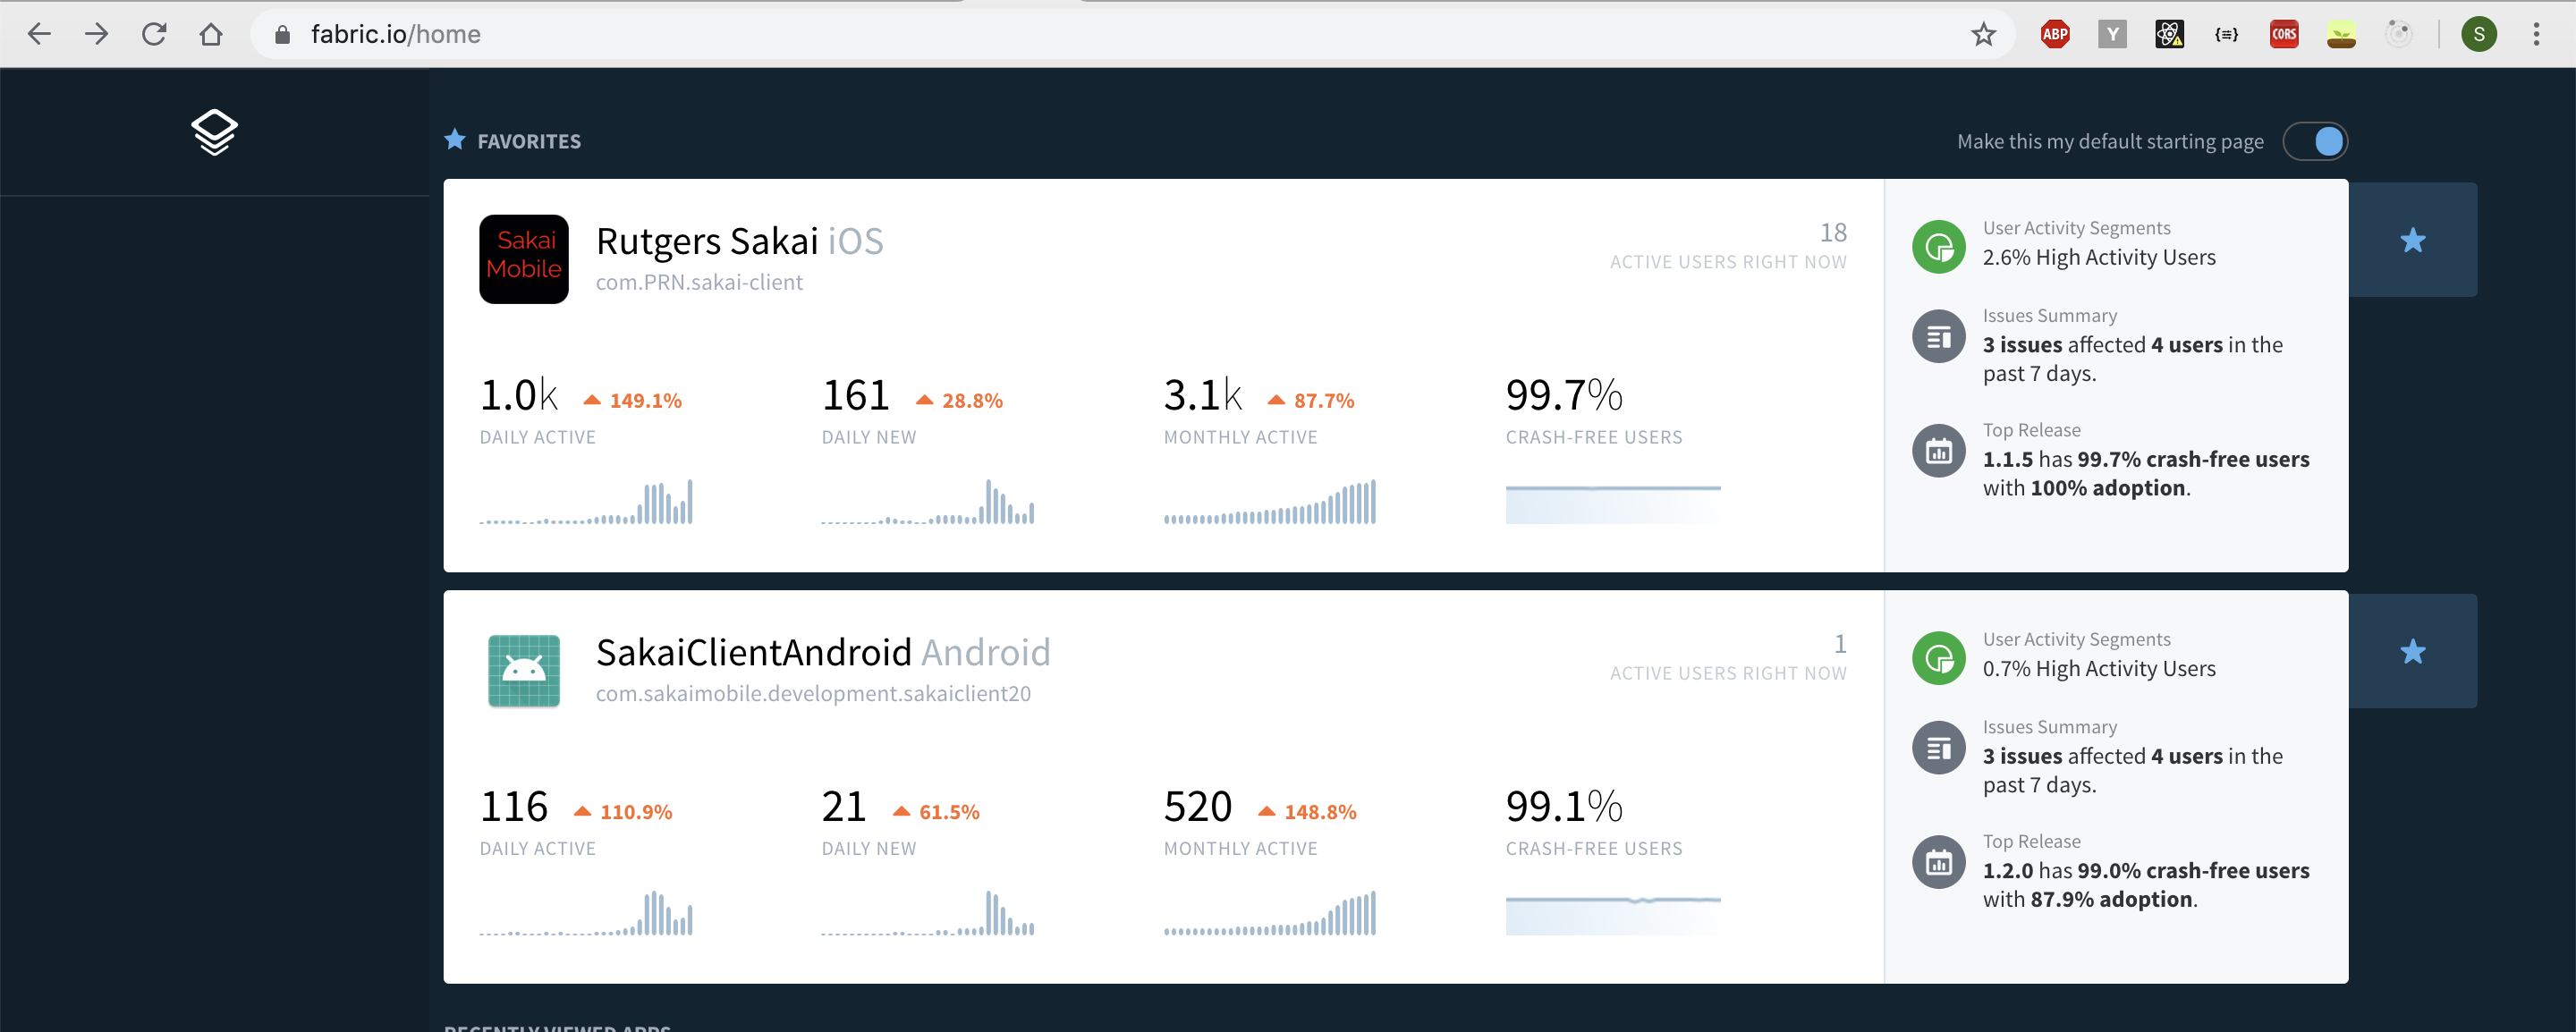 fabric.io/home
ABP
Y
{≡}
CORS
S
FAVORITES
Make this my default starting page
Sakai
Mobile
Rutgers Sakai iOS
com.PRN.sakai-client
18
ACTIVE USERS RIGHT NOW
1.0k 149.1%
DAILY ACTIVE
161 28.8%
DAILY NEW
3.1k 87.7%
MONTHLY ACTIVE
99.7%
CRASH-FREE USERS
User Activity Segments
2.6% High Activity Users
Issues Summary
3 issues affected 4 users in the
past 7 days.
Top Release
1.1.5 has 99.7% crash-free users
with 100% adoption.
SakaiClientAndroid Android
com.sakaimobile.development.sakaiclient20
1
ACTIVE USERS RIGHT NOW
116 110.9%
DAILY ACTIVE
21 61.5%
DAILY NEW
520 148.8%
MONTHLY ACTIVE
99.1%
CRASH-FREE USERS
User Activity Segments
0.7% High Activity Users
Issues Summary
3 issues affected 4 users in the
past 7 days.
Top Release
1.2.0 has 99.0% crash-free users
with 87.9% adoption.
RECENTLY VIEWED APPS